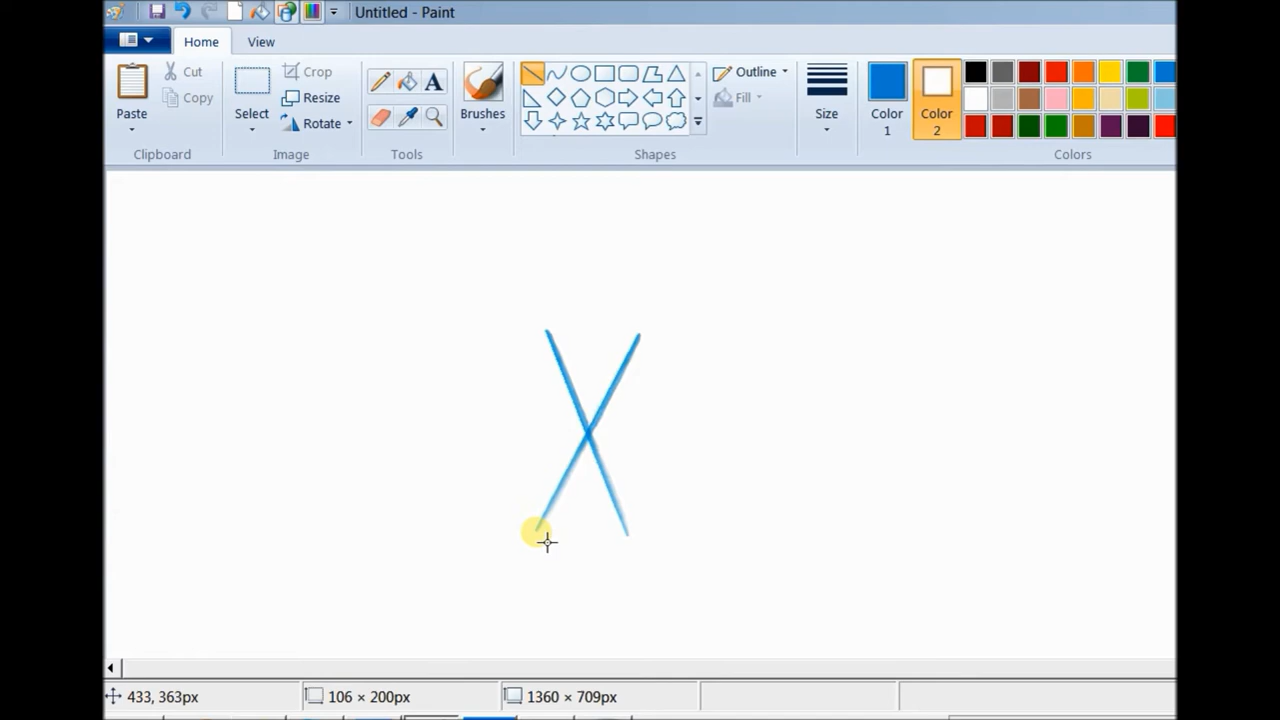 Untitled - Paint
Home View
Paste
Cut
Copy
Clipboard
Select
Crop
Resize
Rotate
Image
A
Tools
Brushes
Shapes
Outline
Fill
Size
Color 1
Color 2
Colors
X
433, 363px 106 × 200px 1360 × 709px